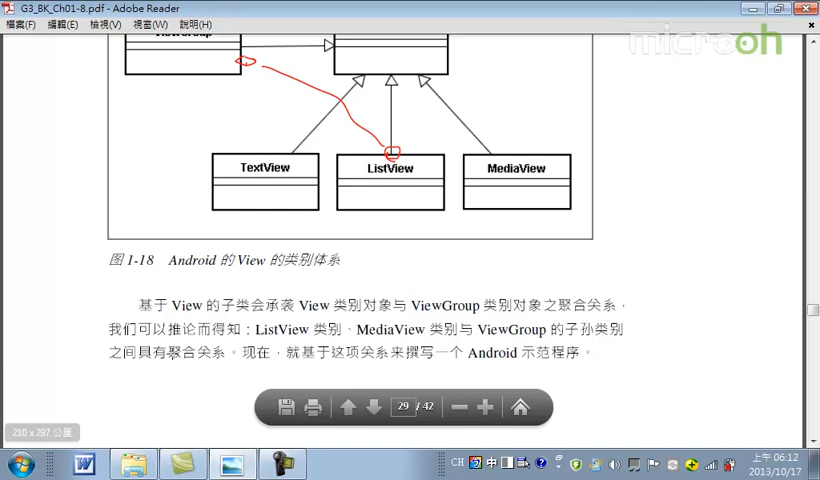 G3_BK_Ch01-8.pdf - Adobe Reader
檔案(F) 編輯(E) 檢視(V) 視窗(W) 說明(H)
microoh
ViewGroup
TextView
ListView
MediaView
图 1-18 Android 的 View 的类别体系
基于 View 的子类会承袭 View 类别对象与 ViewGroup 类别对象之聚合关系，
我们可以推论而得知：ListView 类别、MediaView 类别与 ViewGroup 的子孙类别
之间具有聚合关系。现在，就基于这项关系来撰写一个 Android 示范程序。
29 / 42
210 x 297 公厘
CH 中
上午 06:12
2013/10/17